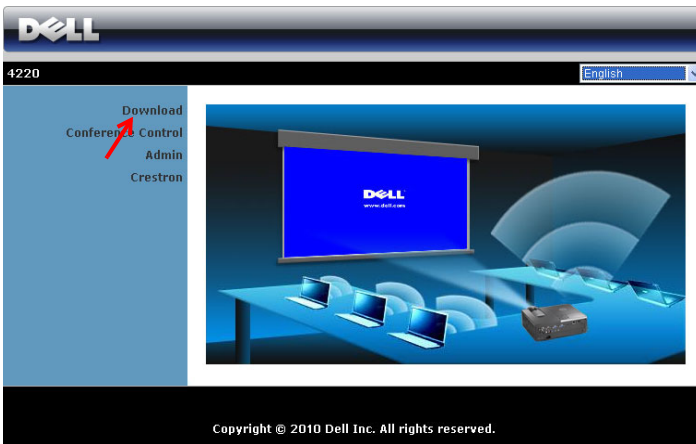 DELL
4220
English
Download
Conference Control
Admin
Crestron
DELL
www.dell.com
Copyright © 2010 Dell Inc. All rights reserved.